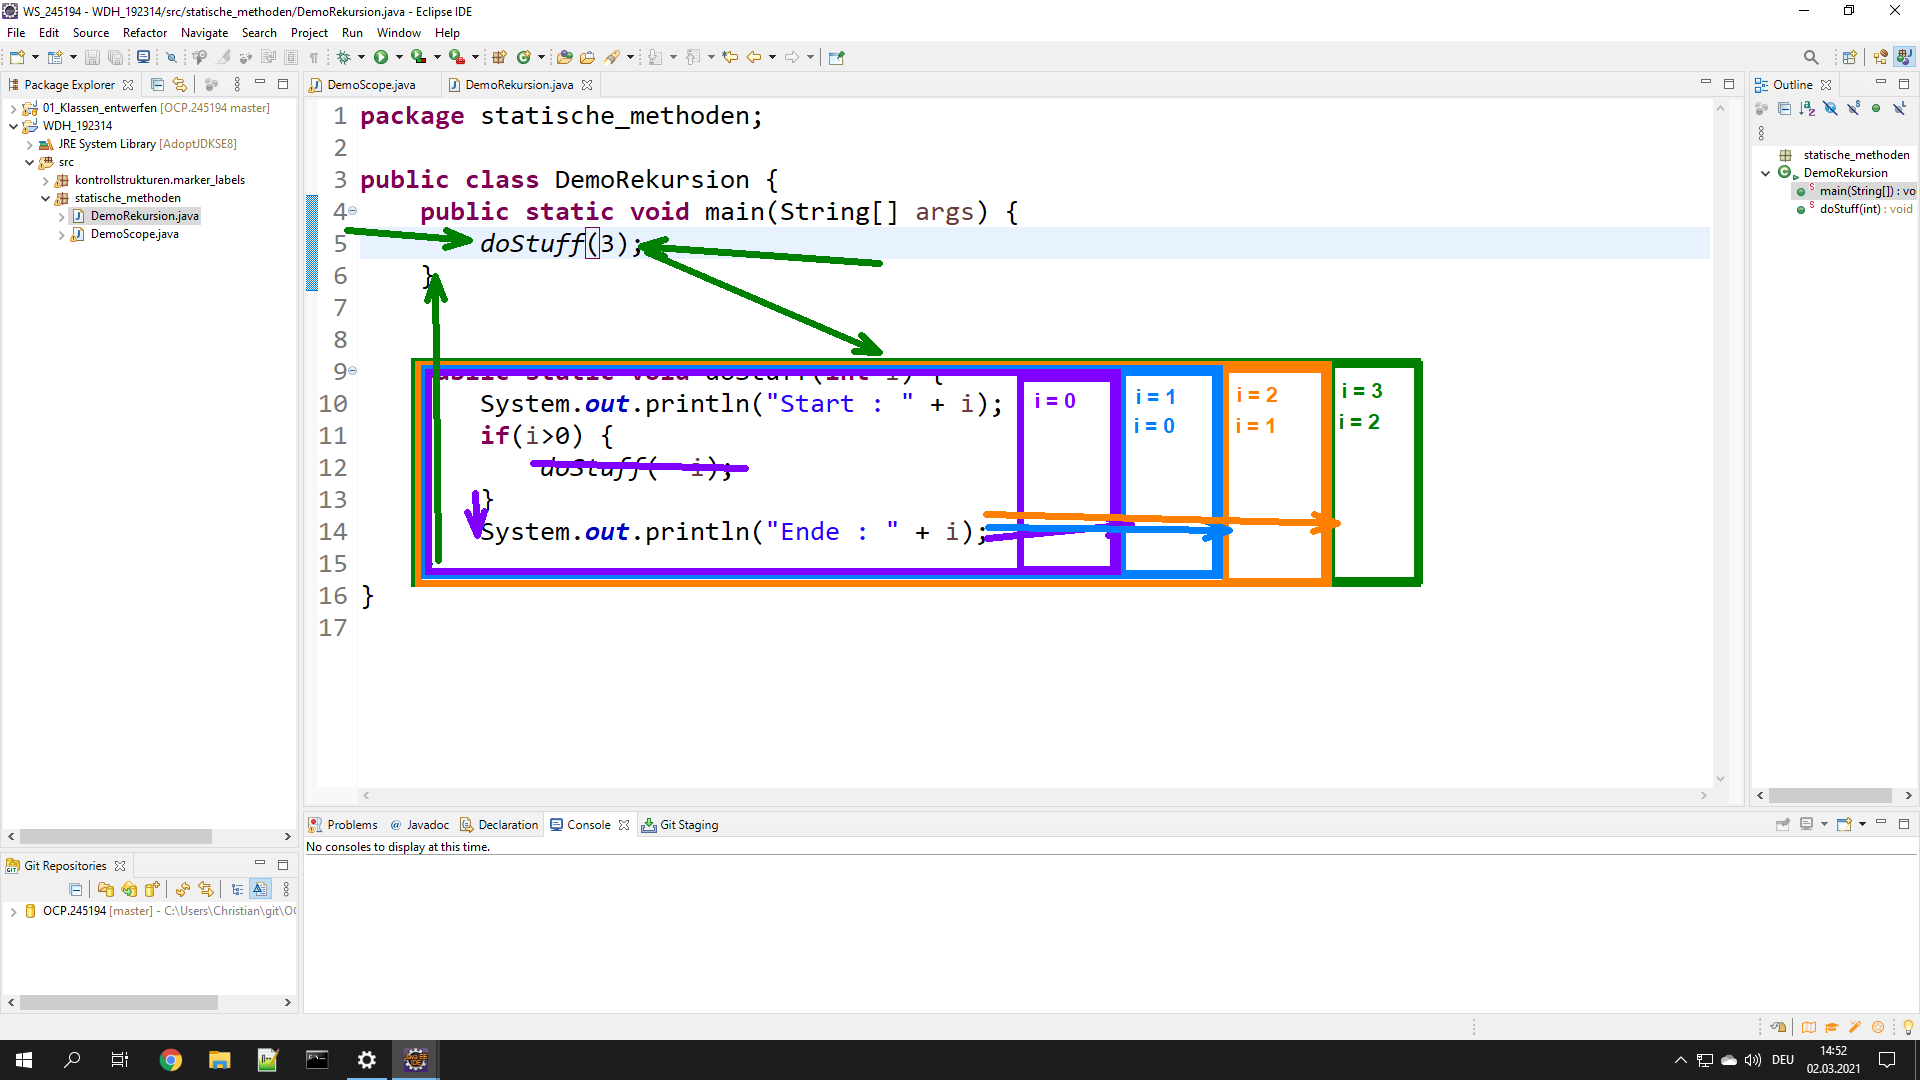 WS_245194 - WDH_192314/src/statische_methoden/DemoRekursion.java - Eclipse IDE
File Edit Source Refactor Navigate Search Project Run Window Help
Package Explorer
01_Klassen_entwerfen [OCP.245194 master]
WDH_192314
JRE System Library [AdoptJDKSE8]
src
kontrollstrukturen.marker_labels
statische_methoden
DemoRekursion.java
DemoScope.java
DemoScope.java DemoRekursion.java
1 package statische_methoden;
2
3 public class DemoRekursion {
4 public static void main(String[] args) {
5 doStuff(3);
6 }
7
8
9 public static void doStuff(int i) {
10 System.out.println("Start : " + i);
11 if(i>0) {
12 doStuff(--i);
13 }
14 System.out.println("Ende : " + i);
15
16 }
17
i = 0
i = 1
i = 0
i = 2
i = 1
i = 3
i = 2
Outline
statische_methoden
DemoRekursion
main(String[]) : vo
doStuff(int) : void
Problems Javadoc Declaration Console Git Staging
No consoles to display at this time.
Git Repositories
OCP.245194 [master] - C:\Users\Christian\git\OC
DEU
14:52
02.03.2021